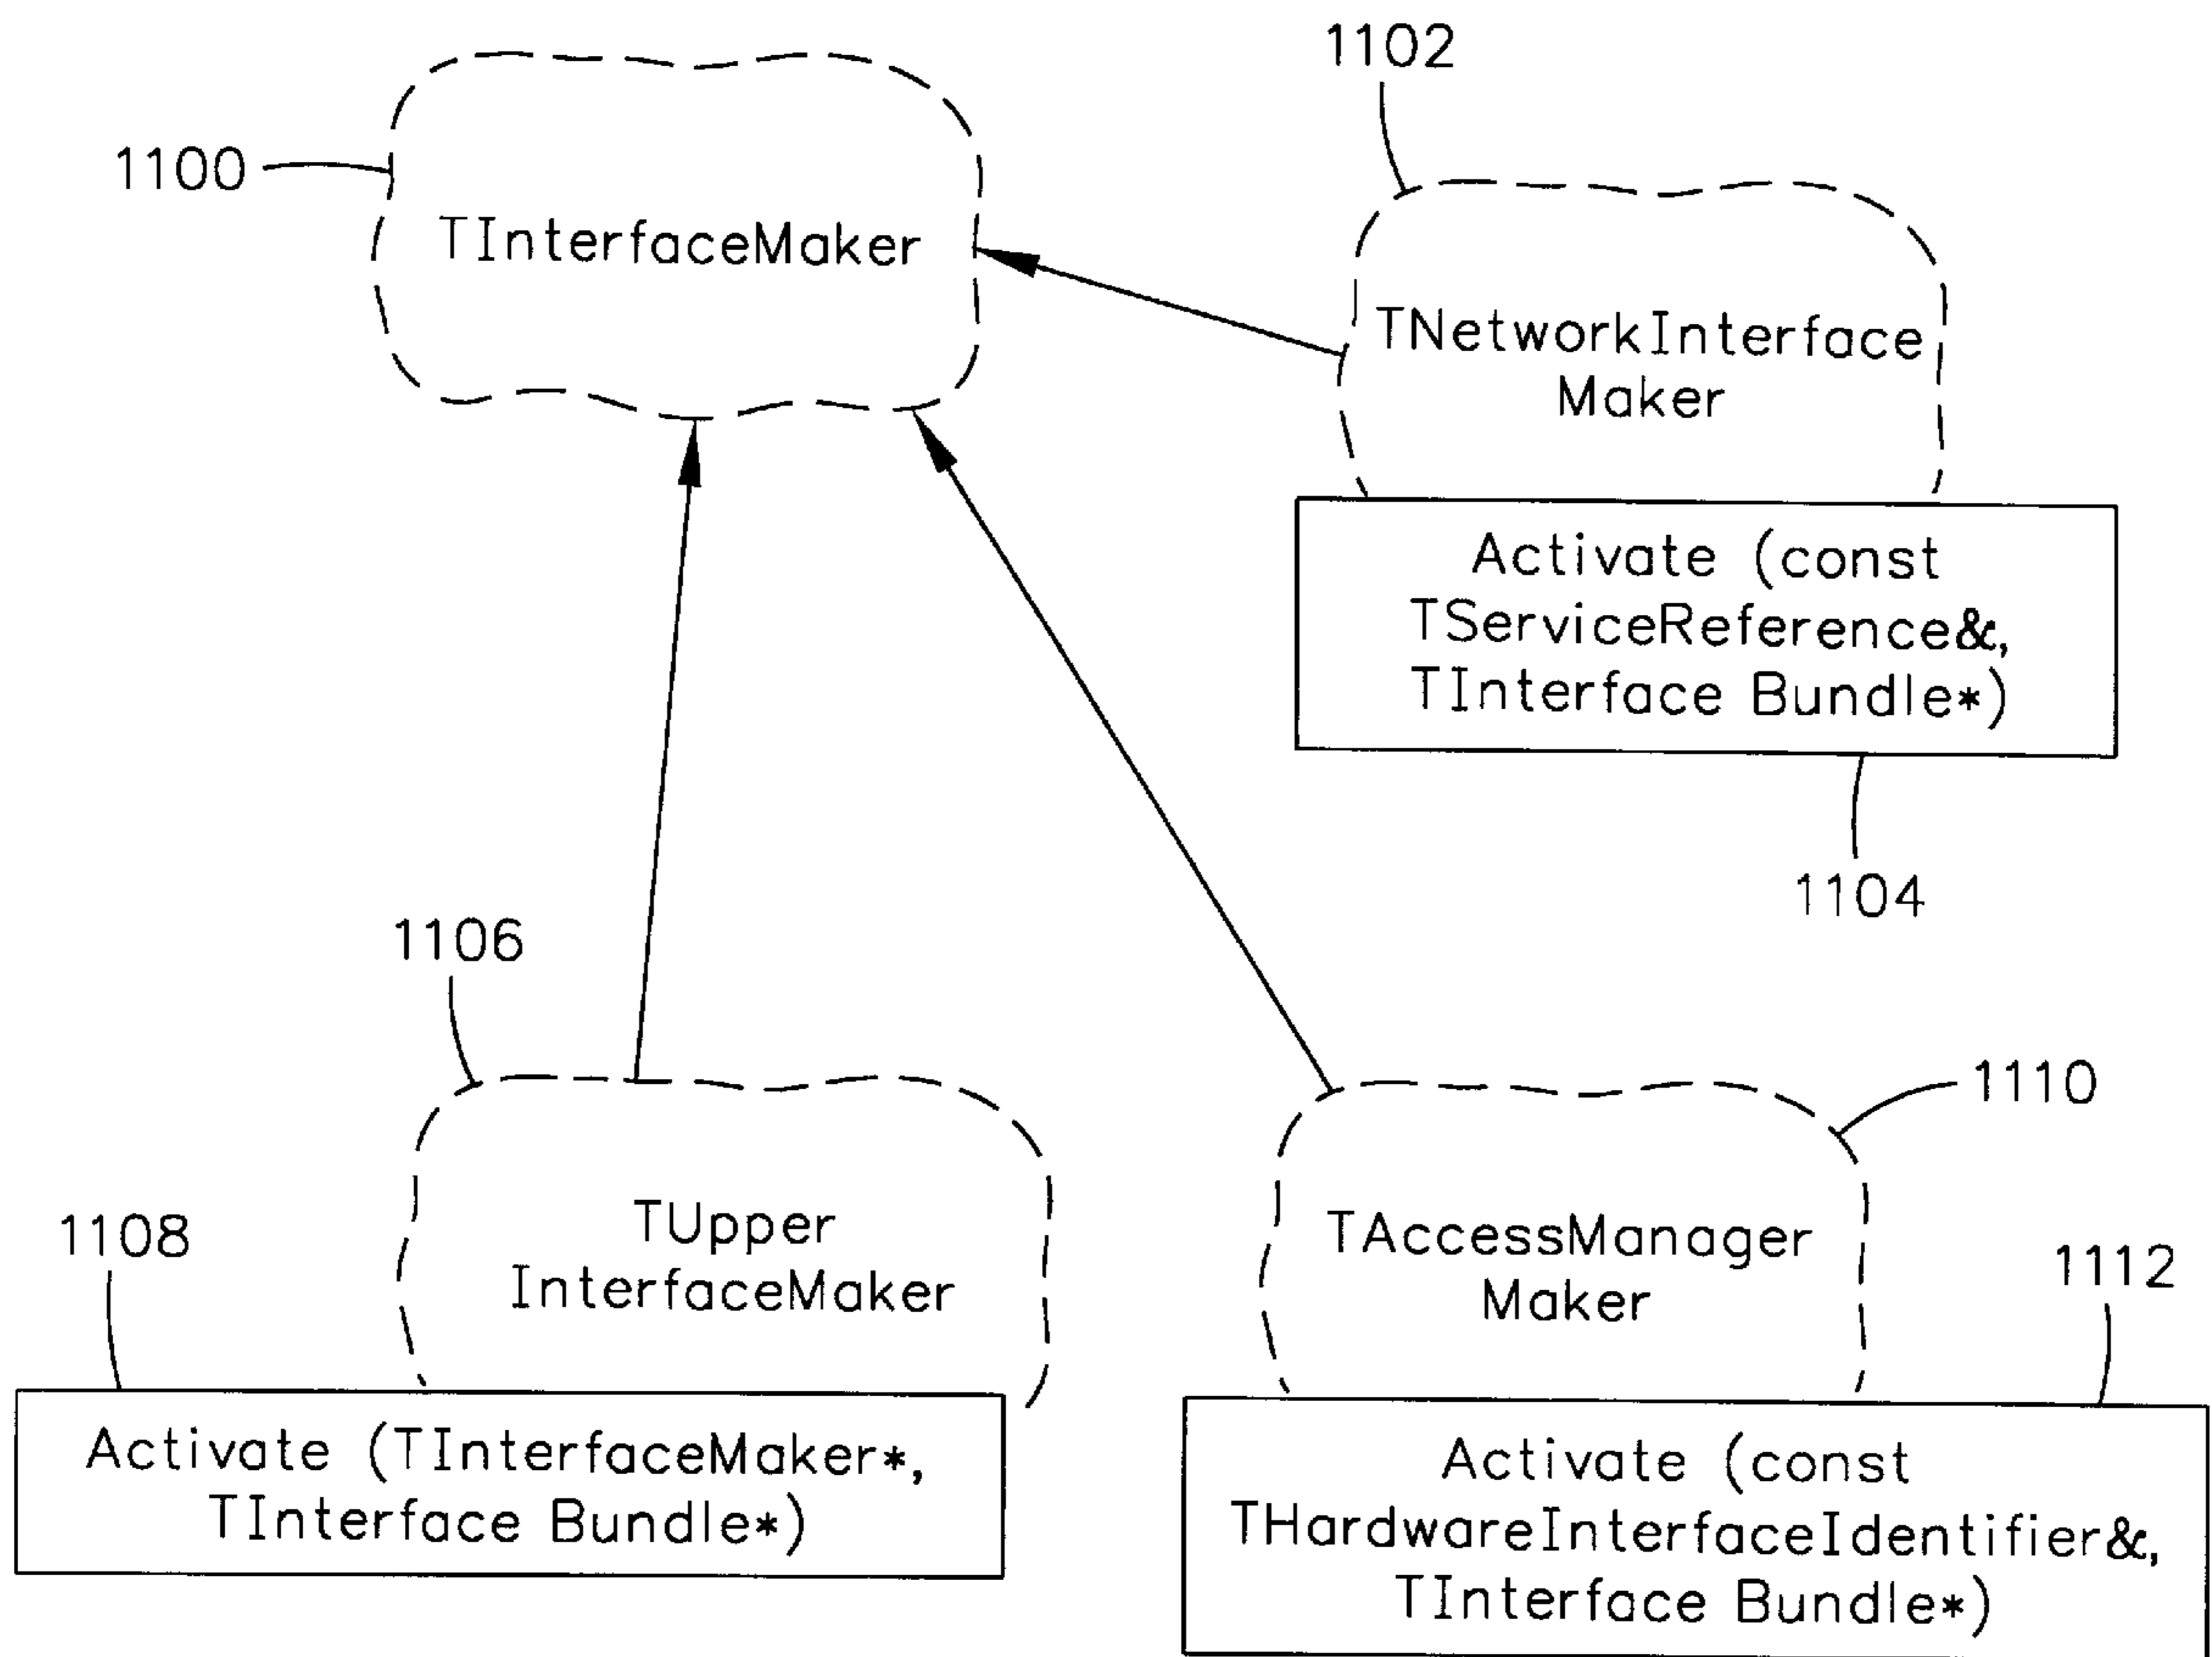 1102
1100
TInterfaceMaker
TNetworkInterface
Maker
Activate (const
TServiceReference&,
TInterface Bundle*)
1104
1106
1110
TUpper
InterfaceMaker
TAccessManager
Maker
1108
1112
Activate (TInterfaceMaker*,
TInterface Bundle*)
Activate (const
THardwareInterfaceIdentifier&,
TInterface Bundle*)